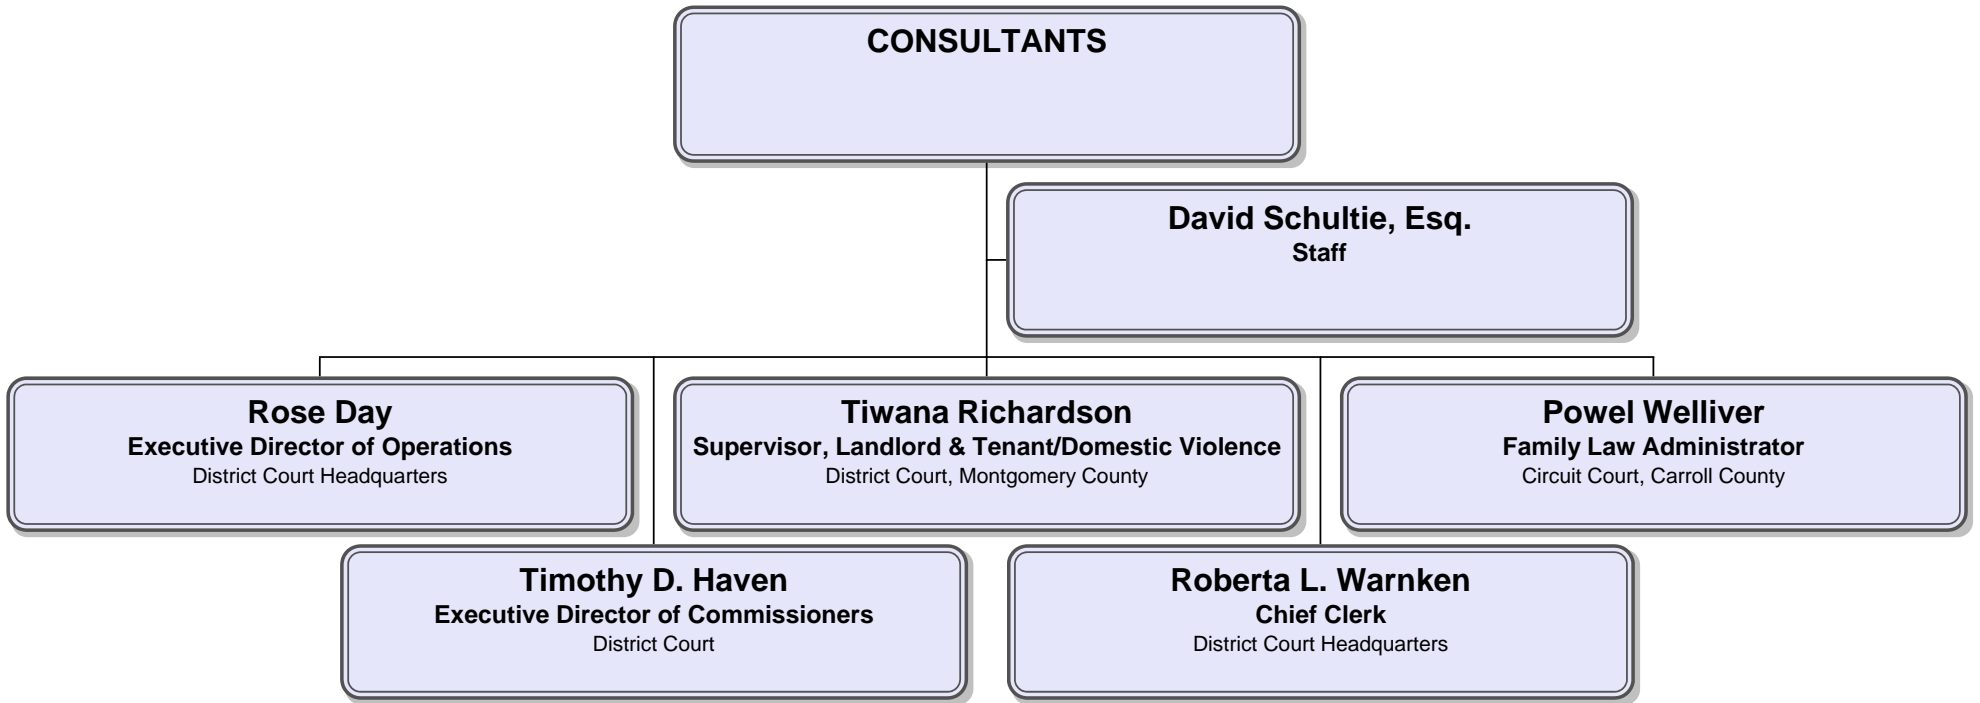 CONSULTANTS
David Schultie, Esq.
Staff
Rose Day
Executive Director of Operations
District Court Headquarters
Tiwana Richardson
Supervisor, Landlord & Tenant/Domestic Violence
District Court, Montgomery County
Powel Welliver
Family Law Administrator
Circuit Court, Carroll County
Timothy D. Haven
Executive Director of Commissioners
District Court
Roberta L. Warnken
Chief Clerk
District Court Headquarters